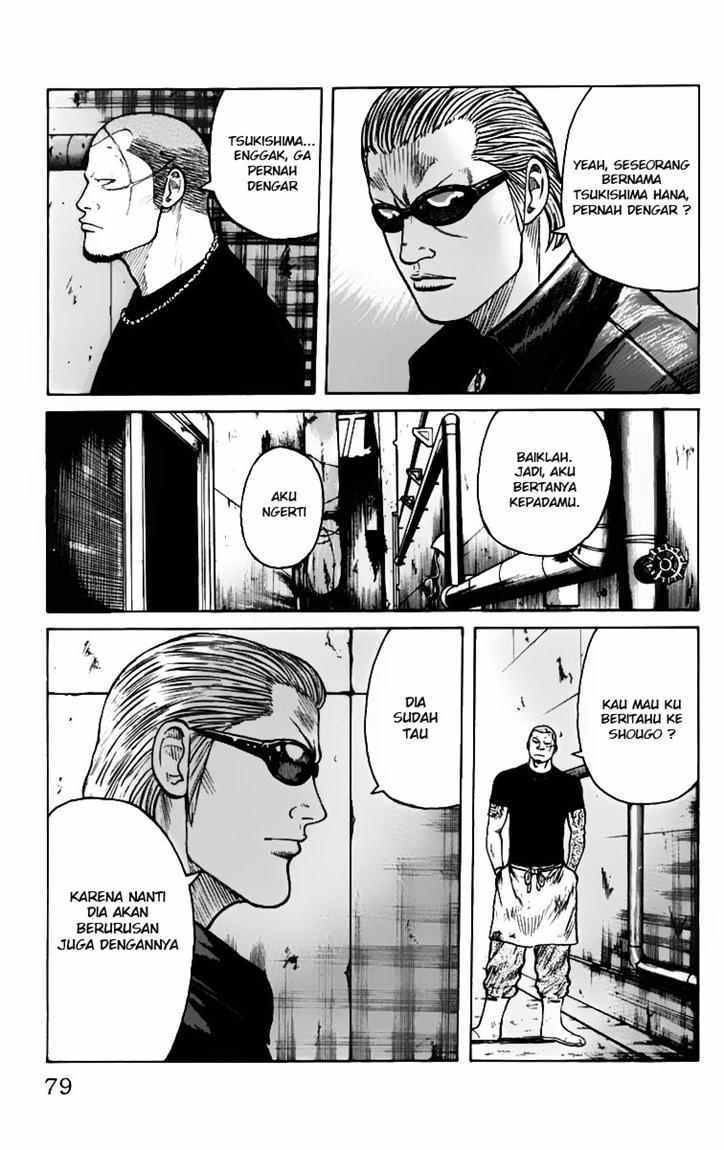 YEAH, SESEORANG
BERNAMA
TSUKISHIMA HANA,
PERNAH DENGAR ?
TSUKISHIMA...
ENGGAK, GA
PERNAH
DENGAR
BAIKLAH.
JADI, AKU
BERTANYA
KEPADAMU.
AKU
NGERTI
KAU MAU KU
BERITAHU KE
SHOUGO ?
DIA
SUDAH
TAU
KARENA NANTI
DIA AKAN
BERURUSAN
JUGA DENGANNYA
79